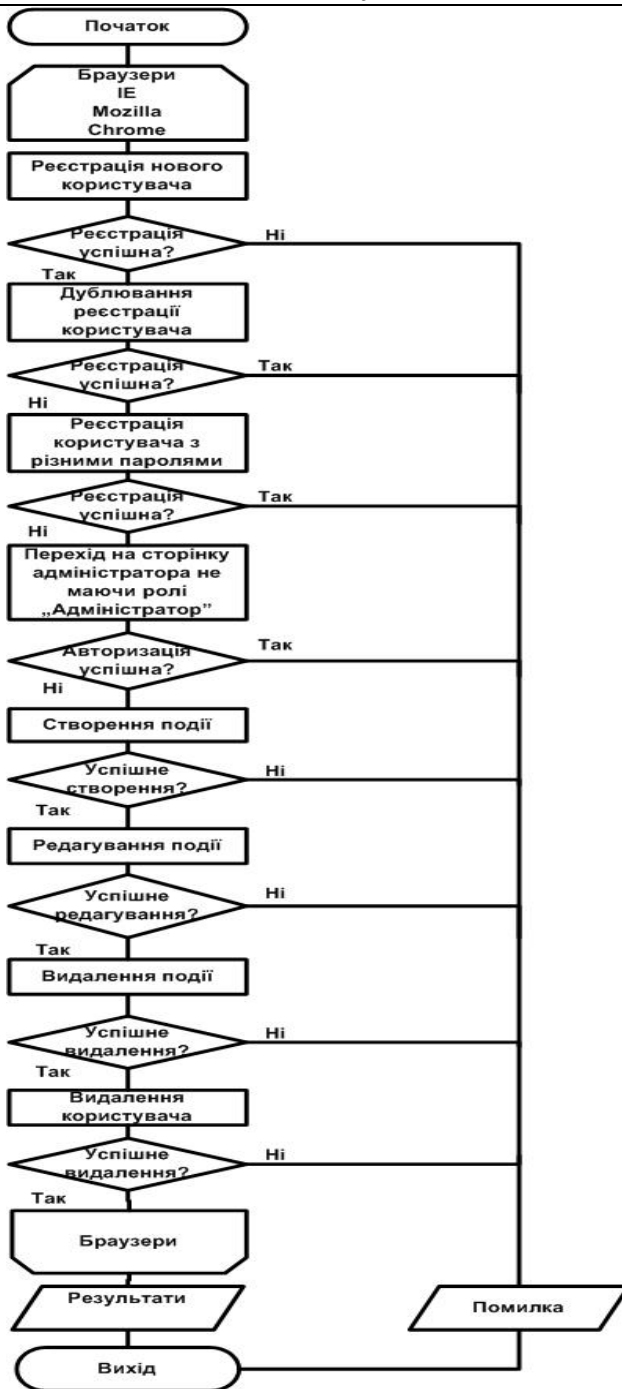 Початок
Браузери
IE
Mozilla
Chrome
Реєстрація нового
користувача
Реєстрація
успішна?
Ні
Так
Дублювання
реєстрації
користувача
Реєстрація
успішна?
Так
Ні
Реєстрація
користувача з
різними паролями
Реєстрація
успішна?
Так
Ні
Перехід на сторінку
адміністратора не
маючи ролі
„Адміністратор”
Авторизація
успішна?
Так
Ні
Створення події
Успішне
створення?
Ні
Так
Редагування події
Успішне
редагування?
Ні
Так
Видалення події
Успішне
видалення?
Ні
Так
Видалення
користувача
Успішне
видалення?
Ні
Так
Браузери
Результати
Помилка
Вихід